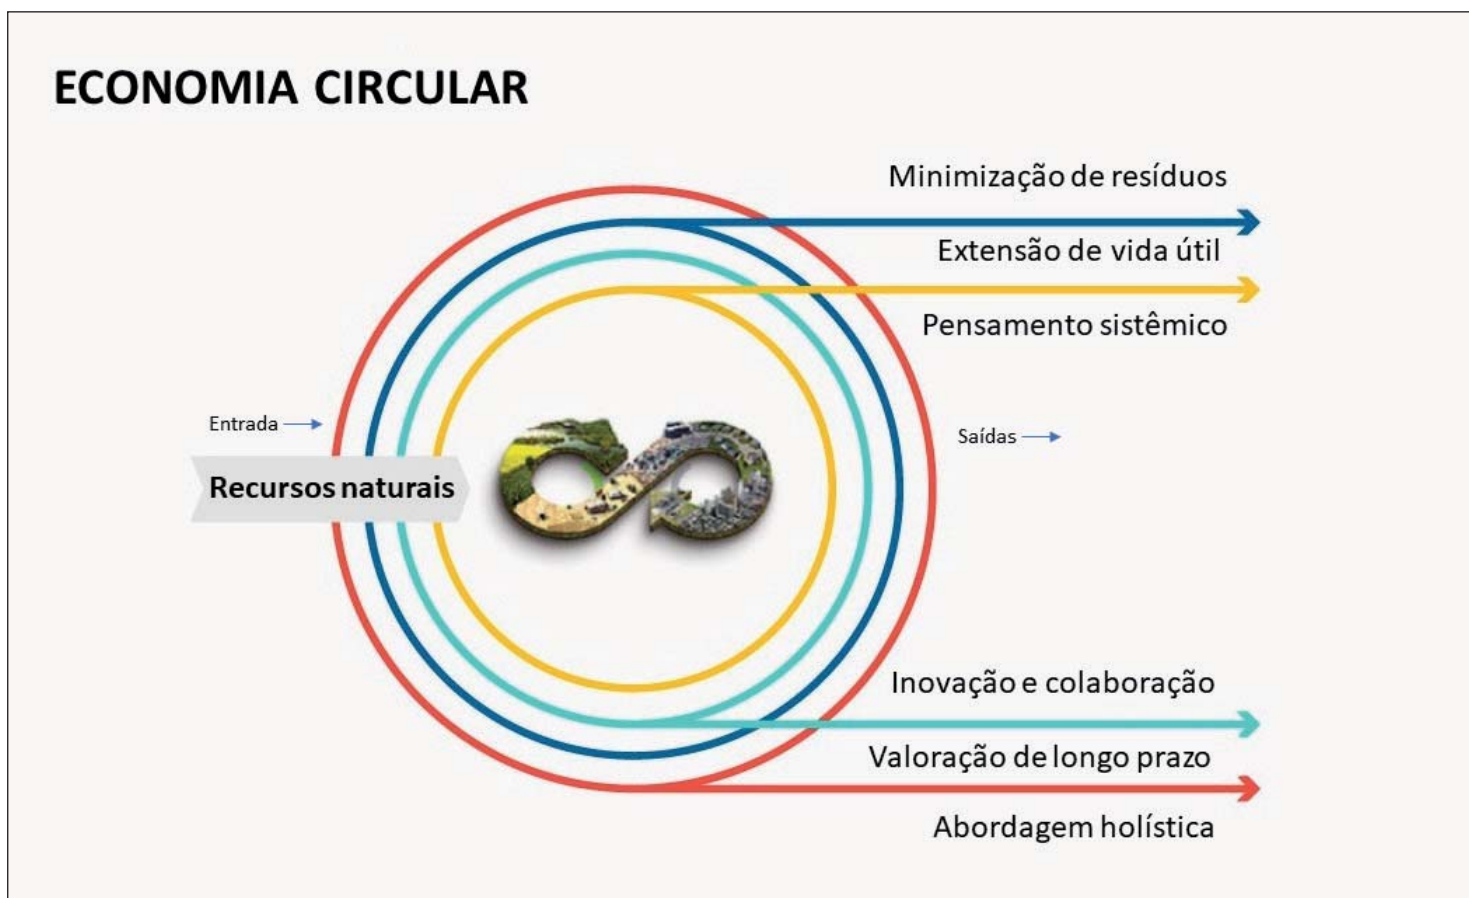 ECONOMIA CIRCULAR
Minimização de resíduos
Extensão de vida útil
Pensamento sistêmico
Entrada
Saídas
Recursos naturais
Inovação e colaboração
Valoração de longo prazo
Abordagem holística